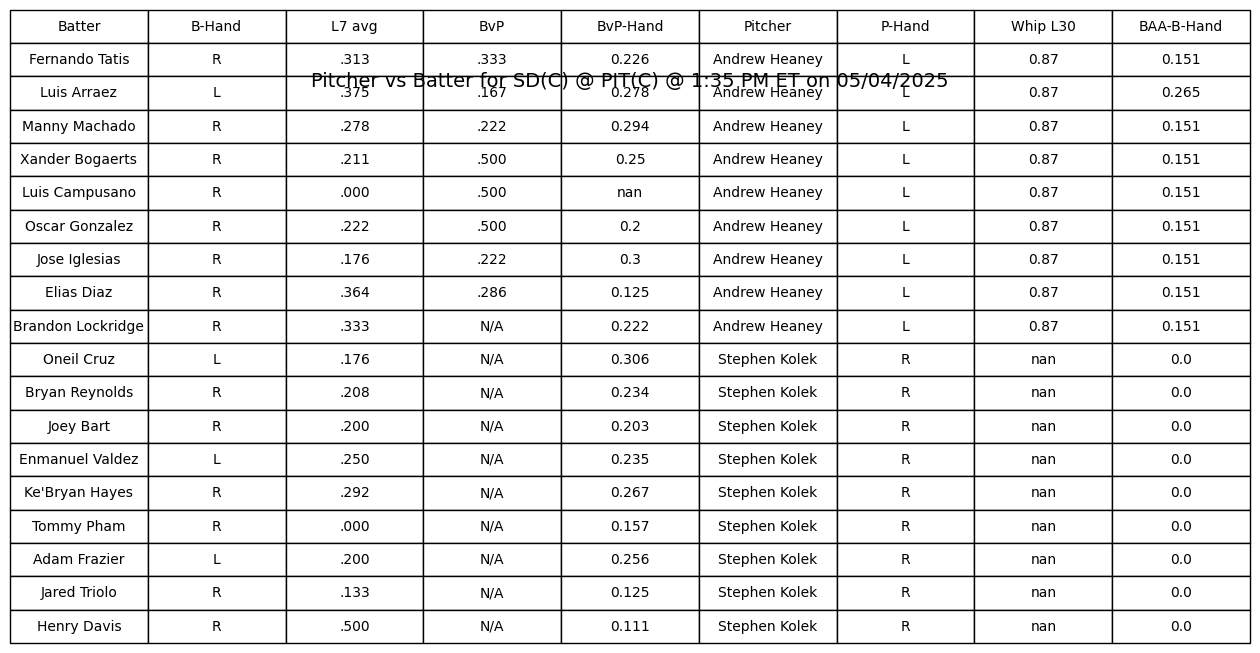 Batter B-Hand L7 avg BvP BvP-Hand Pitcher P-Hand Whip L30 BAA-B-Hand
Fernando Tatis R .313 .333 0.226 Andrew Heaney L 0.87 0.151
Pitcher vs Batter for SD(C) @ PIT(C) @ 1:35 PM ET on 05/04/2025
Luis Arraez L .375 .167 0.278 Andrew Heaney L 0.87 0.265
Manny Machado R .278 .222 0.294 Andrew Heaney L 0.87 0.151
Xander Bogaerts R .211 .500 0.25 Andrew Heaney L 0.87 0.151
Luis Campusano R .000 .500 nan Andrew Heaney L 0.87 0.151
Oscar Gonzalez R .222 .500 0.2 Andrew Heaney L 0.87 0.151
Jose Iglesias R .176 .222 0.3 Andrew Heaney L 0.87 0.151
Elias Diaz R .364 .286 0.125 Andrew Heaney L 0.87 0.151
Brandon Lockridge R .333 N/A 0.222 Andrew Heaney L 0.87 0.151
Oneil Cruz L .176 N/A 0.306 Stephen Kolek R nan 0.0
Bryan Reynolds R .208 N/A 0.234 Stephen Kolek R nan 0.0
Joey Bart R .200 N/A 0.203 Stephen Kolek R nan 0.0
Enmanuel Valdez L .250 N/A 0.235 Stephen Kolek R nan 0.0
Ke'Bryan Hayes R .292 N/A 0.267 Stephen Kolek R nan 0.0
Tommy Pham R .000 N/A 0.157 Stephen Kolek R nan 0.0
Adam Frazier L .200 N/A 0.256 Stephen Kolek R nan 0.0
Jared Triolo R .133 N/A 0.125 Stephen Kolek R nan 0.0
Henry Davis R .500 N/A 0.111 Stephen Kolek R nan 0.0